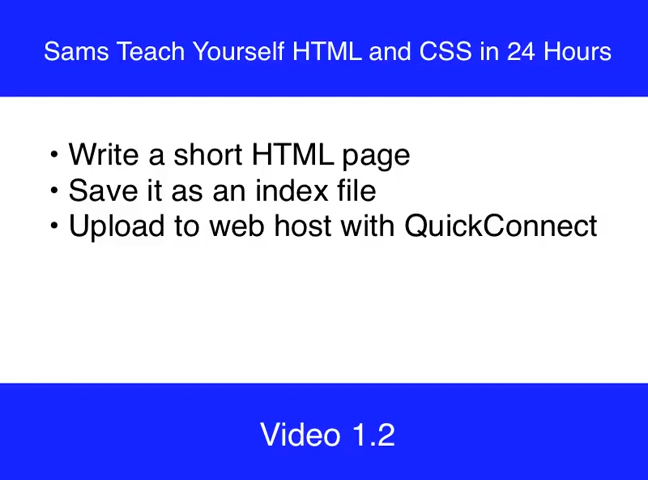 Sams Teach Yourself HTML and CSS in 24 Hours
• Write a short HTML page
• Save it as an index file
• Upload to web host with QuickConnect
Video 1.2